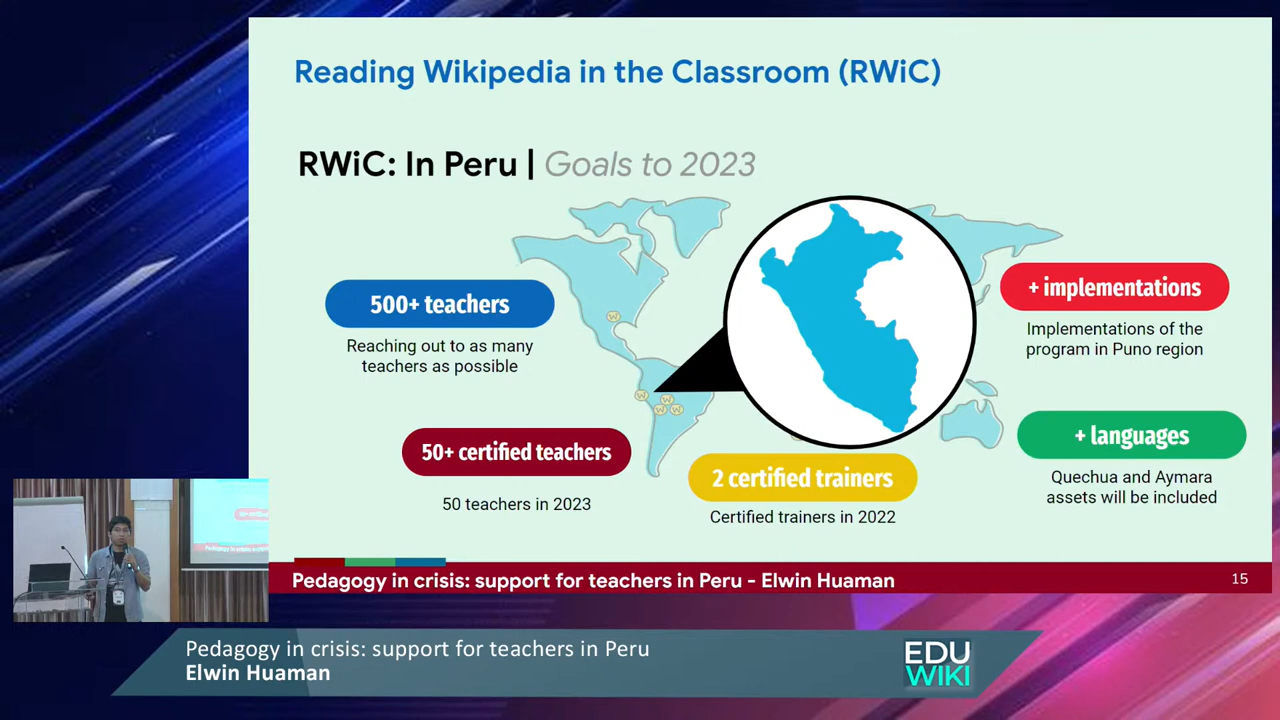 Reading Wikipedia in the Classroom (RWiC)
RWiC: In Peru | Goals to 2023
500+ teachers
Reaching out to as many
teachers as possible
+ implementations
Implementations of the
program in Puno region
50+ certified teachers
50 teachers in 2023
2 certified trainers
Certified trainers in 2022
+ languages
Quechua and Aymara
assets will be included
Pedagogy in crisis: support for teachers in Peru - Elwin Huaman
15
Pedagogy in crisis: support for teachers in Peru
Elwin Huaman
EDU
WIKI